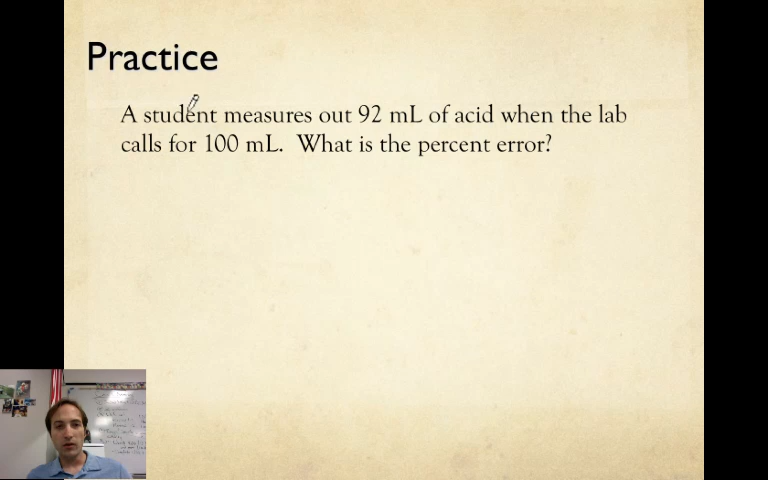 Practice
A student measures out 92 mL of acid when the lab
calls for 100 mL.  What is the percent error?